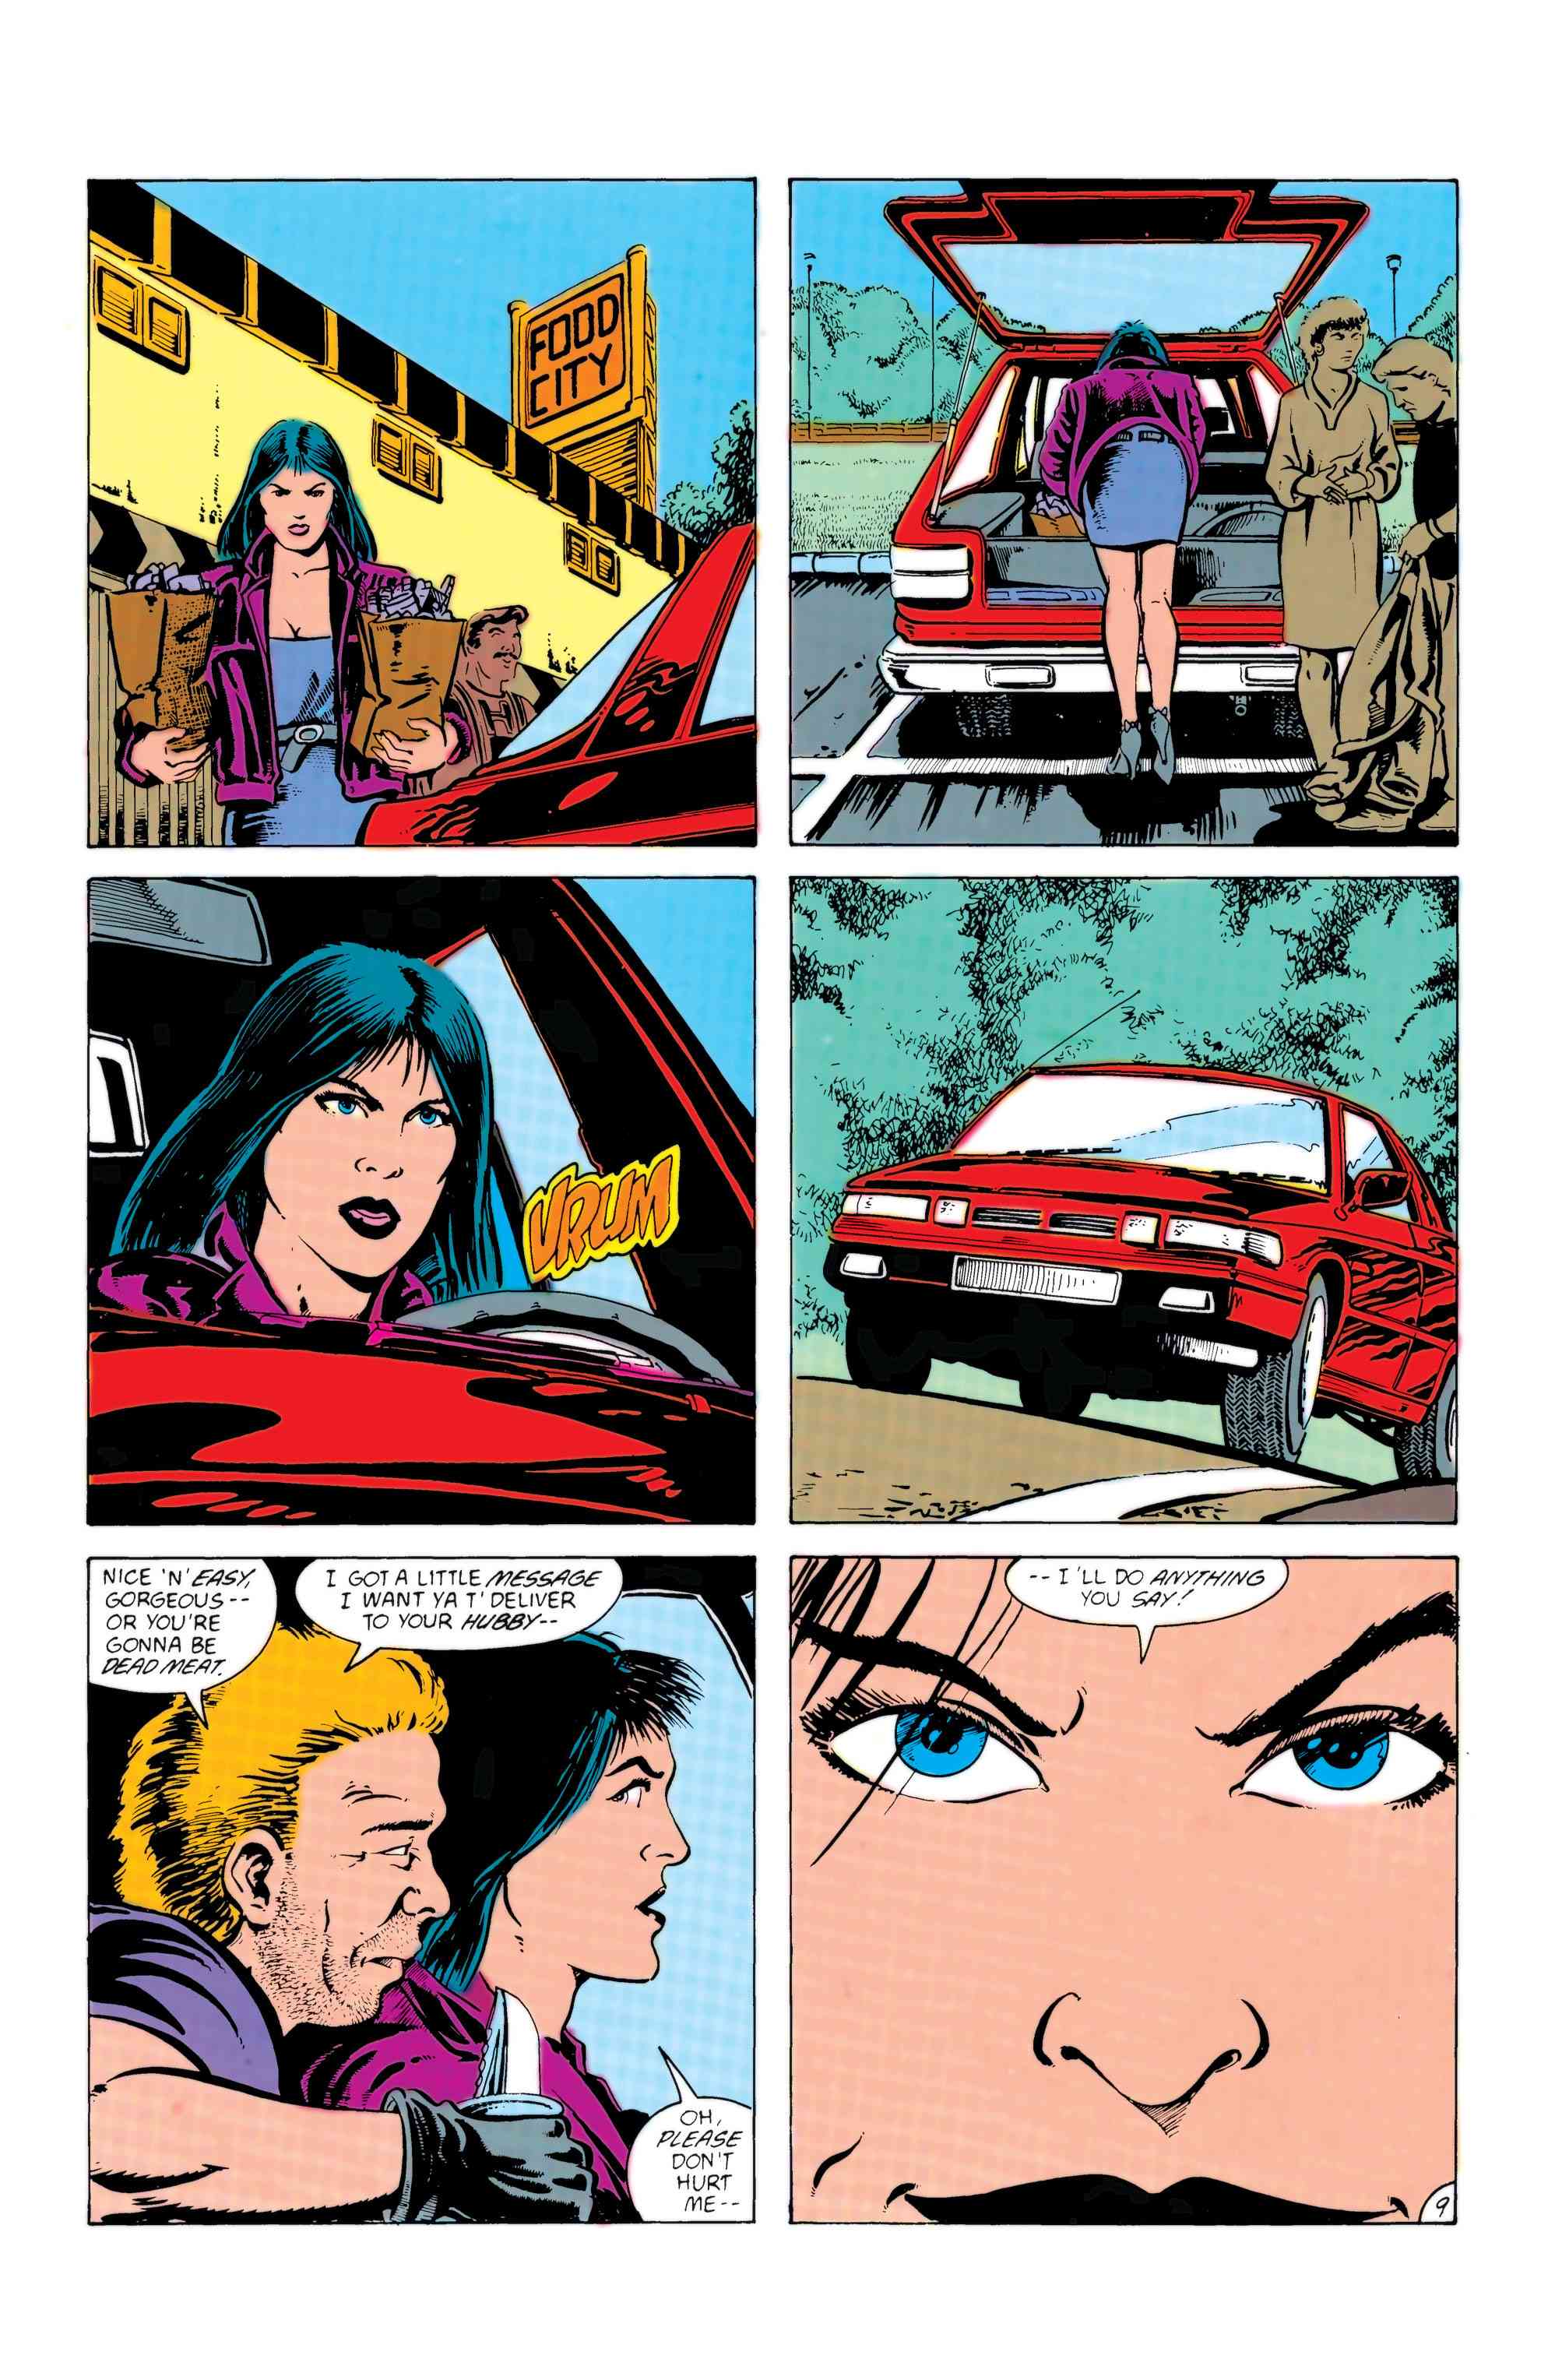 FOOD
CITY
VRUM
NICE 'N' EASY,
GORGEOUS --
OR YOU'RE
GONNA BE
DEAD MEAT.
I GOT A LITTLE MESSAGE
I WANT YA T' DELIVER
TO YOUR HUBBY --
OH,
PLEASE
DON'T
HURT
ME --
-- I'LL DO ANYTHING
YOU SAY!
9